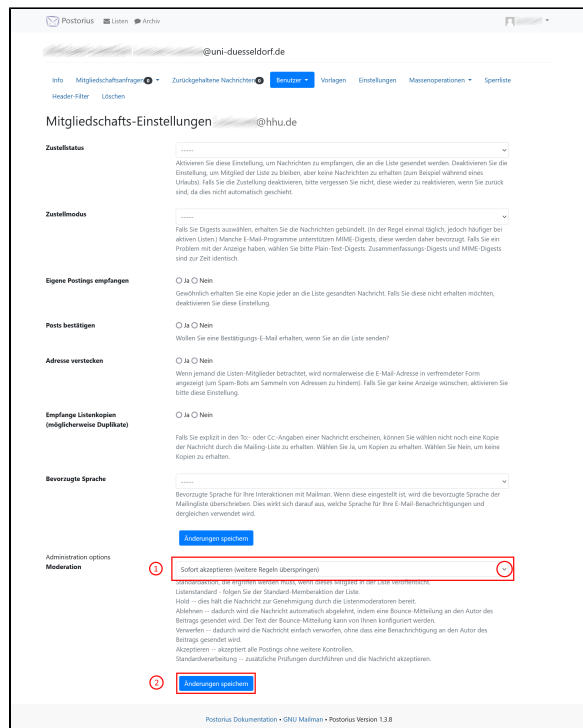 Postorius Listen Archiv
@uni-duesseldorf.de
Info Mitgliedschaftsanfragen 0 Zurückgehaltene Nachrichten 0 Benutzer Vorlagen Einstellungen Massenoperationen Sperrliste
Header-Filter Löschen
Mitgliedschafts-Einstellungen @hhu.de
Zustellstatus
-----
Aktivieren Sie diese Einstellung, um Nachrichten zu empfangen, die an die Liste gesendet werden. Deaktivieren Sie die
Einstellung, um Mitglied der Liste zu bleiben, aber keine Nachrichten zu erhalten (zum Beispiel während eines
Urlaubs). Falls Sie die Zustellung deaktivieren, bitte vergessen Sie nicht, diese wieder zu reaktivieren, wenn Sie zurück
sind, da dies nicht automatisch geschieht.
Zustellmodus
-----
Falls Sie Digests auswählen, erhalten Sie die Nachrichten gebündelt. (In der Regel einmal täglich, jedoch häufiger bei
aktiven Listen.) Manche E-Mail-Programme unterstützen MIME-Digests, diese werden daher bevorzugt. Falls Sie ein
Problem mit der Anzeige haben, wählen Sie bitte Plain-Text-Digests. Zusammenfassungs-Digests und MIME-Digests
sind zur Zeit identisch.
Eigene Postings empfangen
Ja Nein
Gewöhnlich erhalten Sie eine Kopie jeder an die Liste gesandten Nachricht. Falls Sie diese nicht erhalten möchten,
deaktivieren Sie diese Einstellung.
Posts bestätigen
Ja Nein
Wollen Sie eine Bestätigungs-E-Mail erhalten, wenn Sie an die Liste senden?
Adresse verstecken
Ja Nein
Wenn jemand die Listen-Mitglieder betrachtet, wird normalerweise die E-Mail-Adresse in verfremdeter Form
angezeigt (um Spam-Bots am Sammeln von Adressen zu hindern). Falls Sie gar keine Anzeige wünschen, aktivieren Sie
bitte diese Einstellung.
Empfange Listenkopien
(möglicherweise Duplikate)
Ja Nein
Falls Sie explizit in den To:- oder Cc:-Angaben einer Nachricht erscheinen, können Sie wählen nicht noch eine Kopie
der Nachricht durch die Mailing-Liste zu erhalten. Wählen Sie Ja, um Kopien zu erhalten. Wählen Sie Nein, um keine
Kopien zu erhalten.
Bevorzugte Sprache
-----
Bevorzugte Sprache für Ihre Interaktionen mit Mailman. Wenn diese eingestellt ist, wird die bevorzugte Sprache der
Mailingliste überschrieben. Dies wirkt sich darauf aus, welche Sprache für Ihre E-Mail-Benachrichtigungen und
dergleichen verwendet wird.
Änderungen speichern
Administration options
Moderation
1
Sofort akzeptieren (weitere Regeln überspringen)
Standardaktion, die ergriffen werden muss, wenn dieses Mitglied in der Liste veröffentlicht.
Listenstandard - folgen Sie der Standard-Memberaktion der Liste.
Hold -- dies hält die Nachricht zur Genehmigung durch die Listenmoderatoren bereit.
Ablehnen -- dadurch wird die Nachricht automatisch abgelehnt, indem eine Bounce-Mitteilung an den Autor des
Beitrags gesendet wird. Der Text der Bounce-Mitteilung kann von Ihnen konfiguriert werden.
Verwerfen -- dadurch wird die Nachricht einfach verworfen, ohne dass eine Benachrichtigung an den Autor des
Beitrags gesendet wird.
Akzeptieren -- akzeptiert alle Postings ohne weitere Kontrollen.
Standardverarbeitung -- zusätzliche Prüfungen durchführen und die Nachricht akzeptieren.
2
Änderungen speichern
Postorius Dokumentation • GNU Mailman • Postorius Version 1.3.8